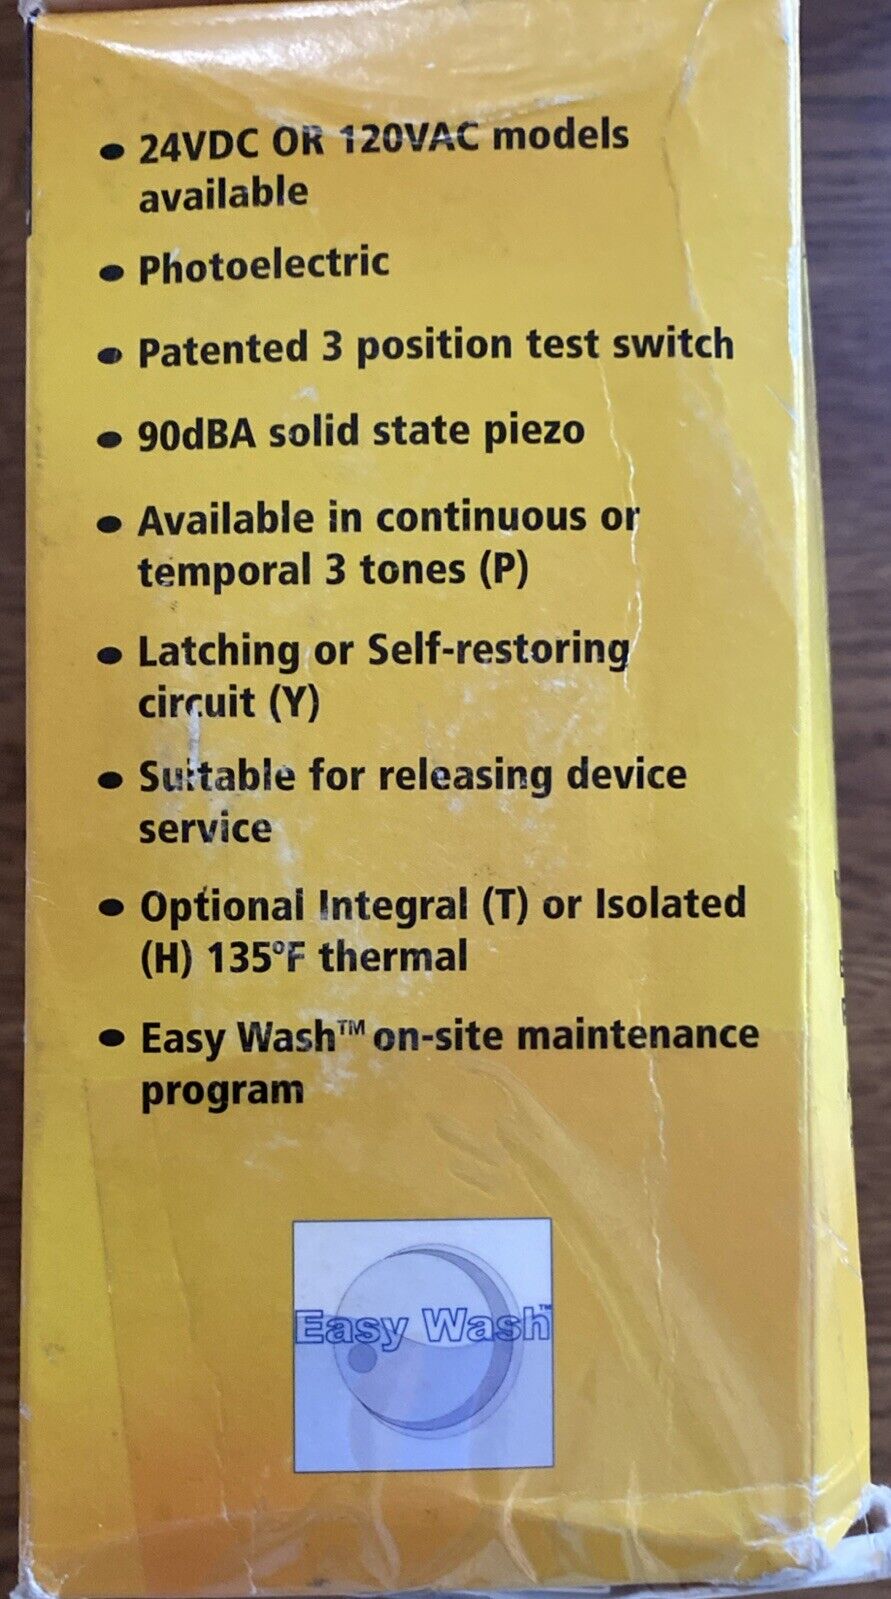 • 24VDC OR 120VAC models
available
• Photoelectric
• Patented 3 position test switch
• 90dBA solid state piezo
• Available in continuous or
temporal 3 tones (P)
• Latching or Self-restoring
circuit (Y)
• Suitable for releasing device
service
• Optional Integral (T) or Isolated
(H) 135°F thermal
• Easy Wash™ on-site maintenance
program
Easy Wash™